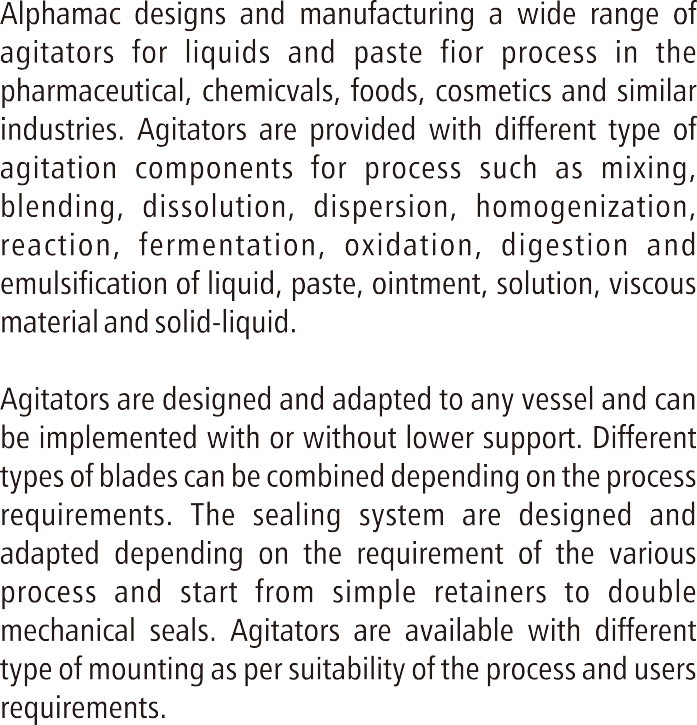 Alphamac designs and manufacturing a wide range of
agitators for liquids and paste fior process in the
pharmaceutical, chemicvals, foods, cosmetics and similar
industries. Agitators are provided with different type of
agitation components for process such as mixing,
blending, dissolution, dispersion, homogenization,
reaction, fermentation, oxidation, digestion and
emulsification of liquid, paste, ointment, solution, viscous
material and solid-liquid.

Agitators are designed and adapted to any vessel and can
be implemented with or without lower support. Different
types of blades can be combined depending on the process
requirements. The sealing system are designed and
adapted depending on the requirement of the various
process and start from simple retainers to double
mechanical seals. Agitators are available with different
type of mounting as per suitability of the process and users
requirements.